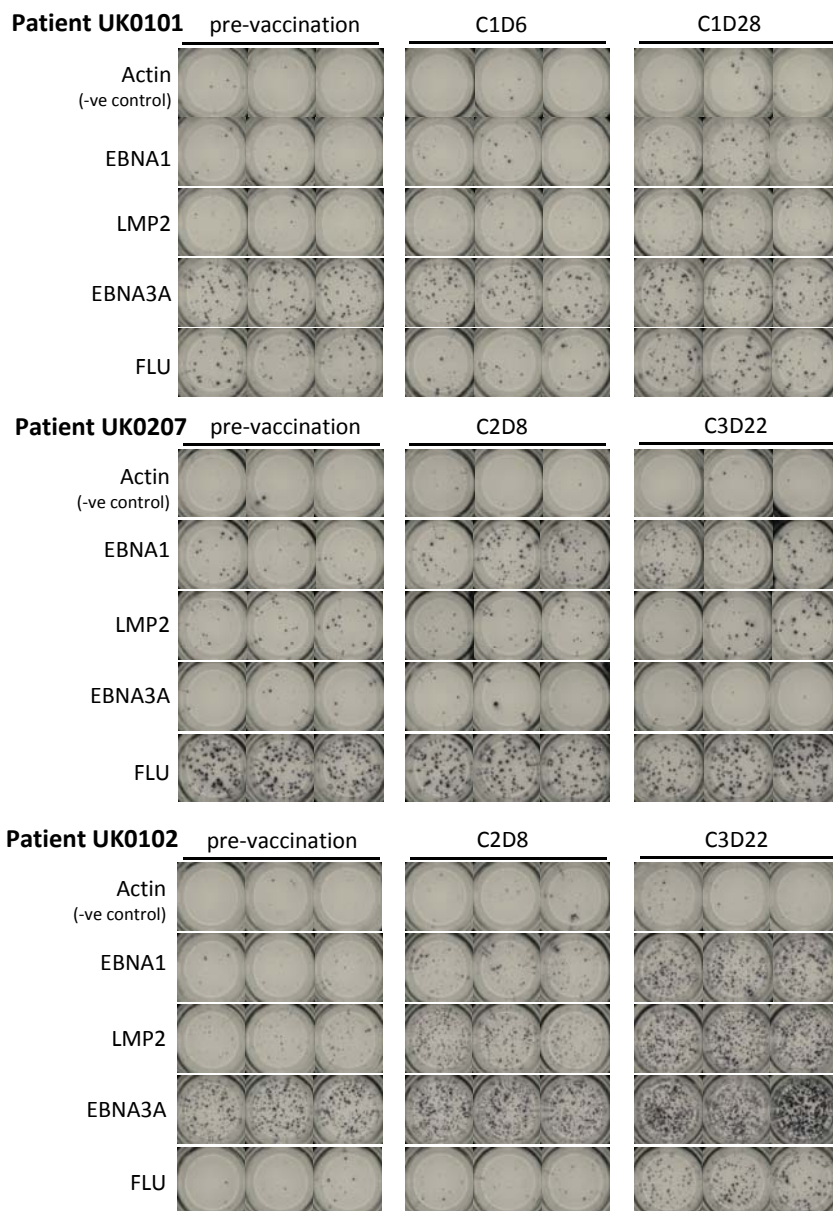 Patient UK0101 pre-vaccination C1D6 C1D28
Actin
(-ve control)
EBNA1
LMP2
EBNA3A
FLU
Patient UK0207 pre-vaccination C2D8 C3D22
Actin
(-ve control)
EBNA1
LMP2
EBNA3A
FLU
Patient UK0102 pre-vaccination C2D8 C3D22
Actin
(-ve control)
EBNA1
LMP2
EBNA3A
FLU